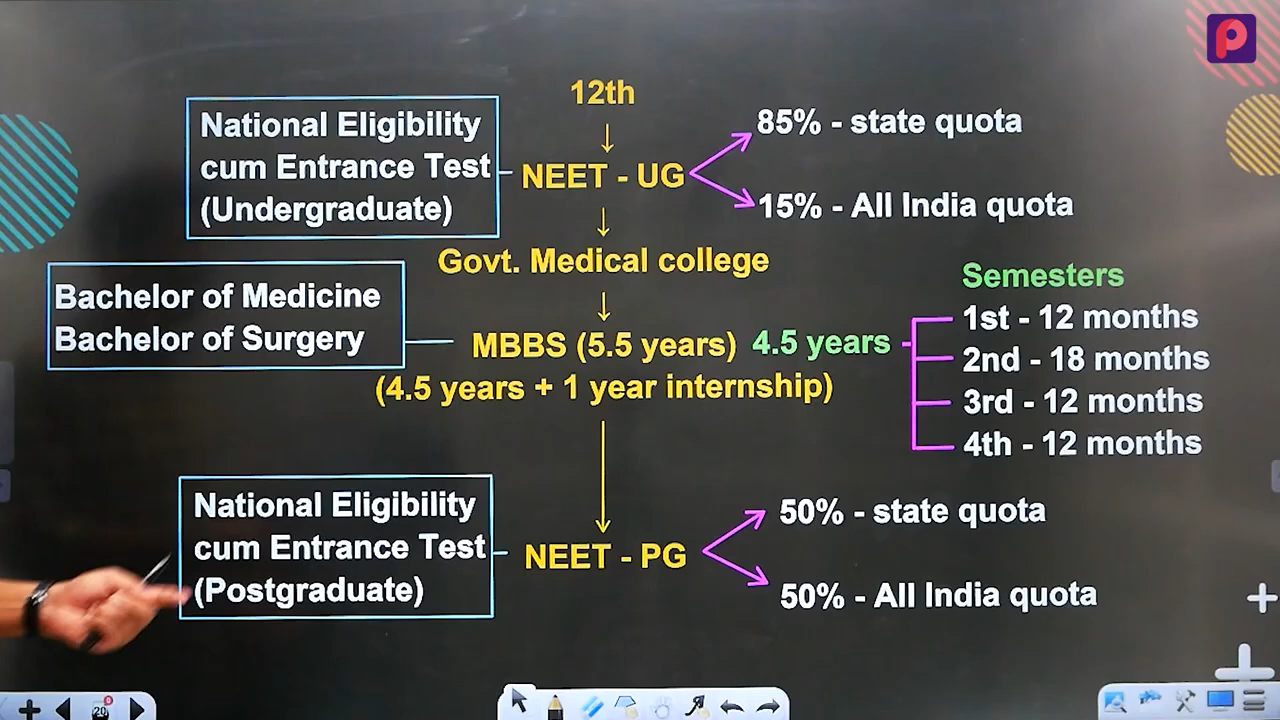 12th
National Eligibility
cum Entrance Test
(Undergraduate)
NEET - UG
85% - state quota
15% - All India quota
Govt. Medical college
Bachelor of Medicine
Bachelor of Surgery
MBBS (5.5 years) 4.5 years
(4.5 years + 1 year internship)
Semesters
1st - 12 months
2nd - 18 months
3rd - 12 months
4th - 12 months
National Eligibility
cum Entrance Test
(Postgraduate)
NEET - PG
50% - state quota
50% - All India quota
20